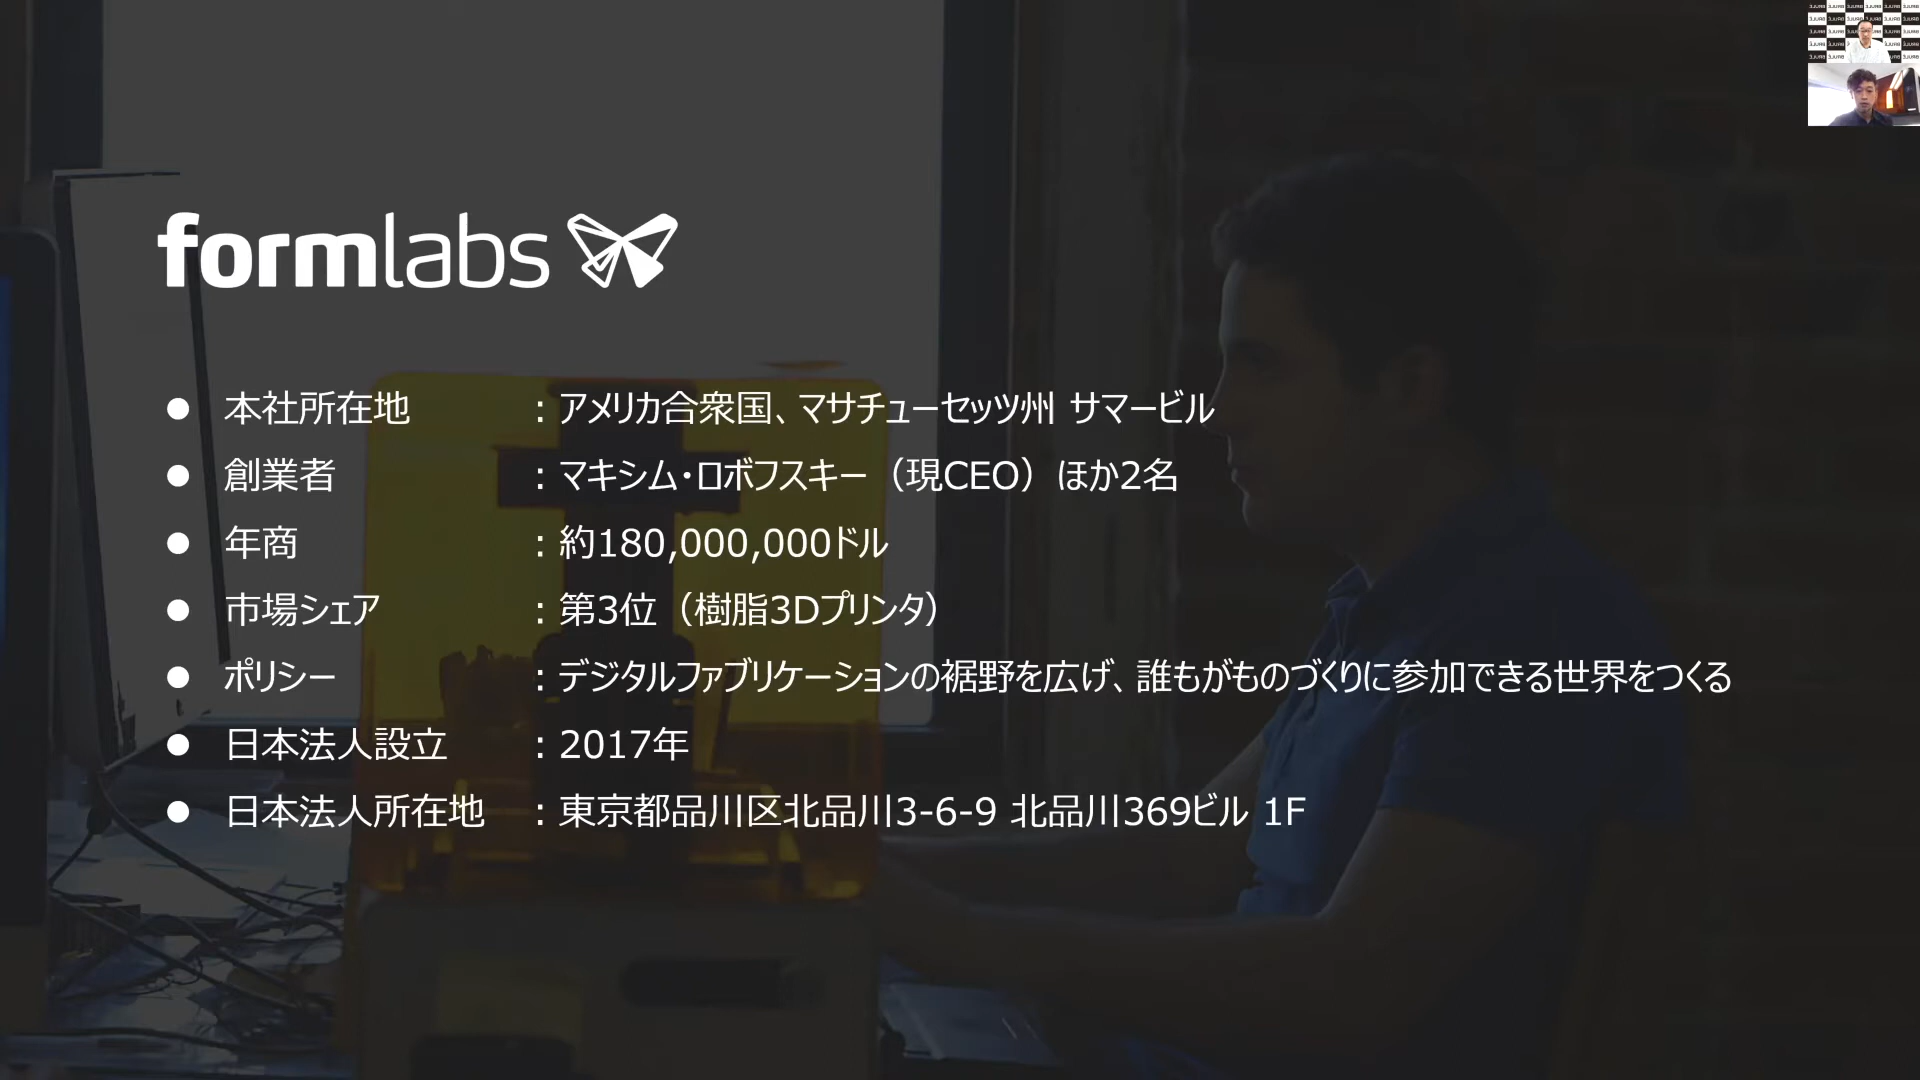 formlabs
● 本社所在地 ：アメリカ合衆国、マサチューセッツ州 サマービル
● 創業者 ：マキシム・ロボフスキー（現CEO）ほか2名
● 年商 ：約180,000,000ドル
● 市場シェア ：第3位（樹脂3Dプリンタ）
● ポリシー ：デジタルファブリケーションの裾野を広げ、誰もがものづくりに参加できる世界をつくる
● 日本法人設立 ：2017年
● 日本法人所在地 ：東京都品川区北品川3-6-9 北品川369ビル 1F